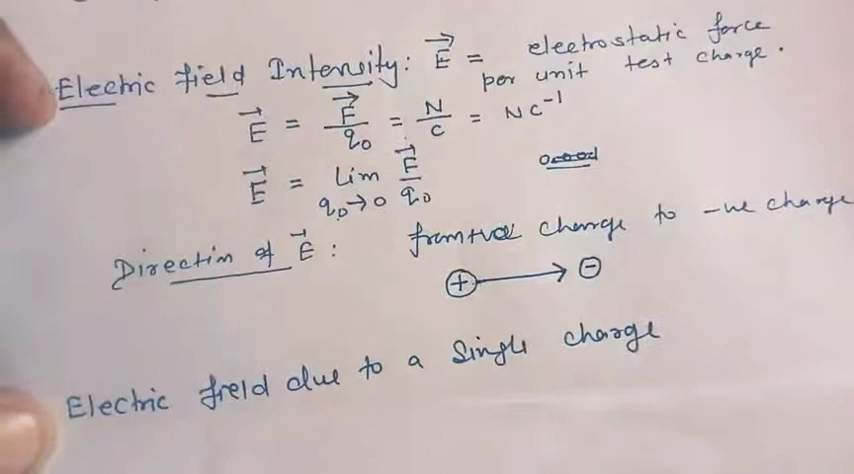 Electric field Intensity: E⃗ = electrostatic force
per unit test charge.
E⃗ = F⃗/q₀ = N/C = NC⁻¹
E⃗ = Lim q₀→0 F⃗/q₀
Direction of E⃗ : from +ve charge to -ve charge
⊕ → ⊖
Electric field due to a single charge